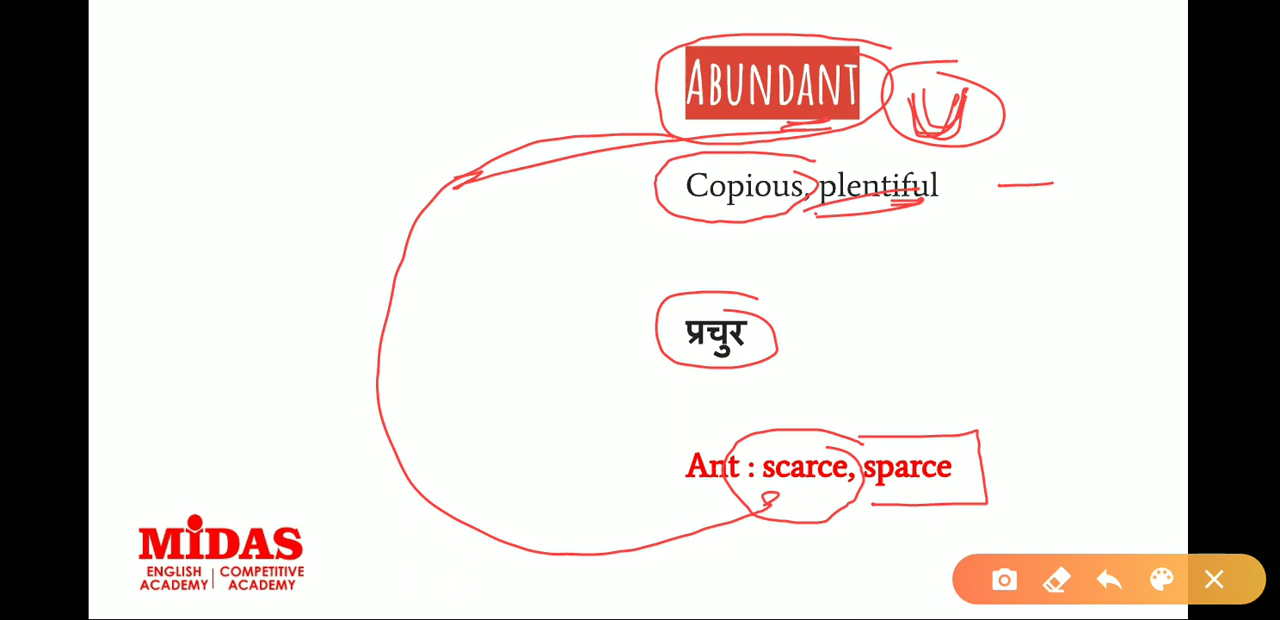 ABUNDANT
Copious, plentiful
प्रचुर
Ant : scarce, sparce
MiDAS
ENGLISH | COMPETITIVE
ACADEMY | ACADEMY